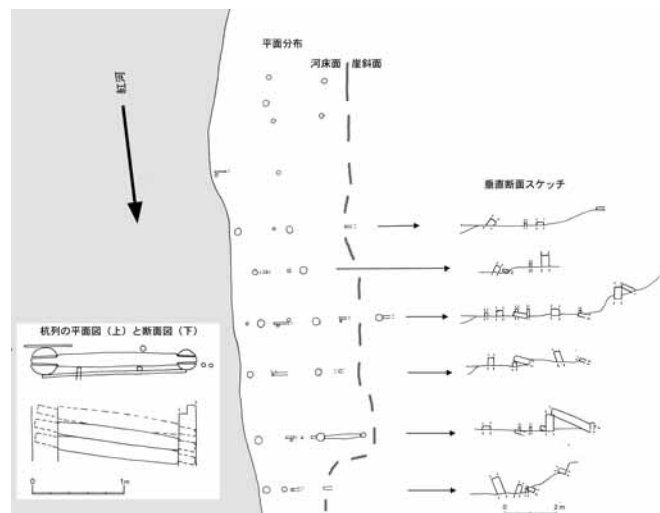 平面分布
河床面
崖斜面
紅河
垂直断面スケッチ
杭列の平面図（上）と断面図（下）
0 1m
0 2 m